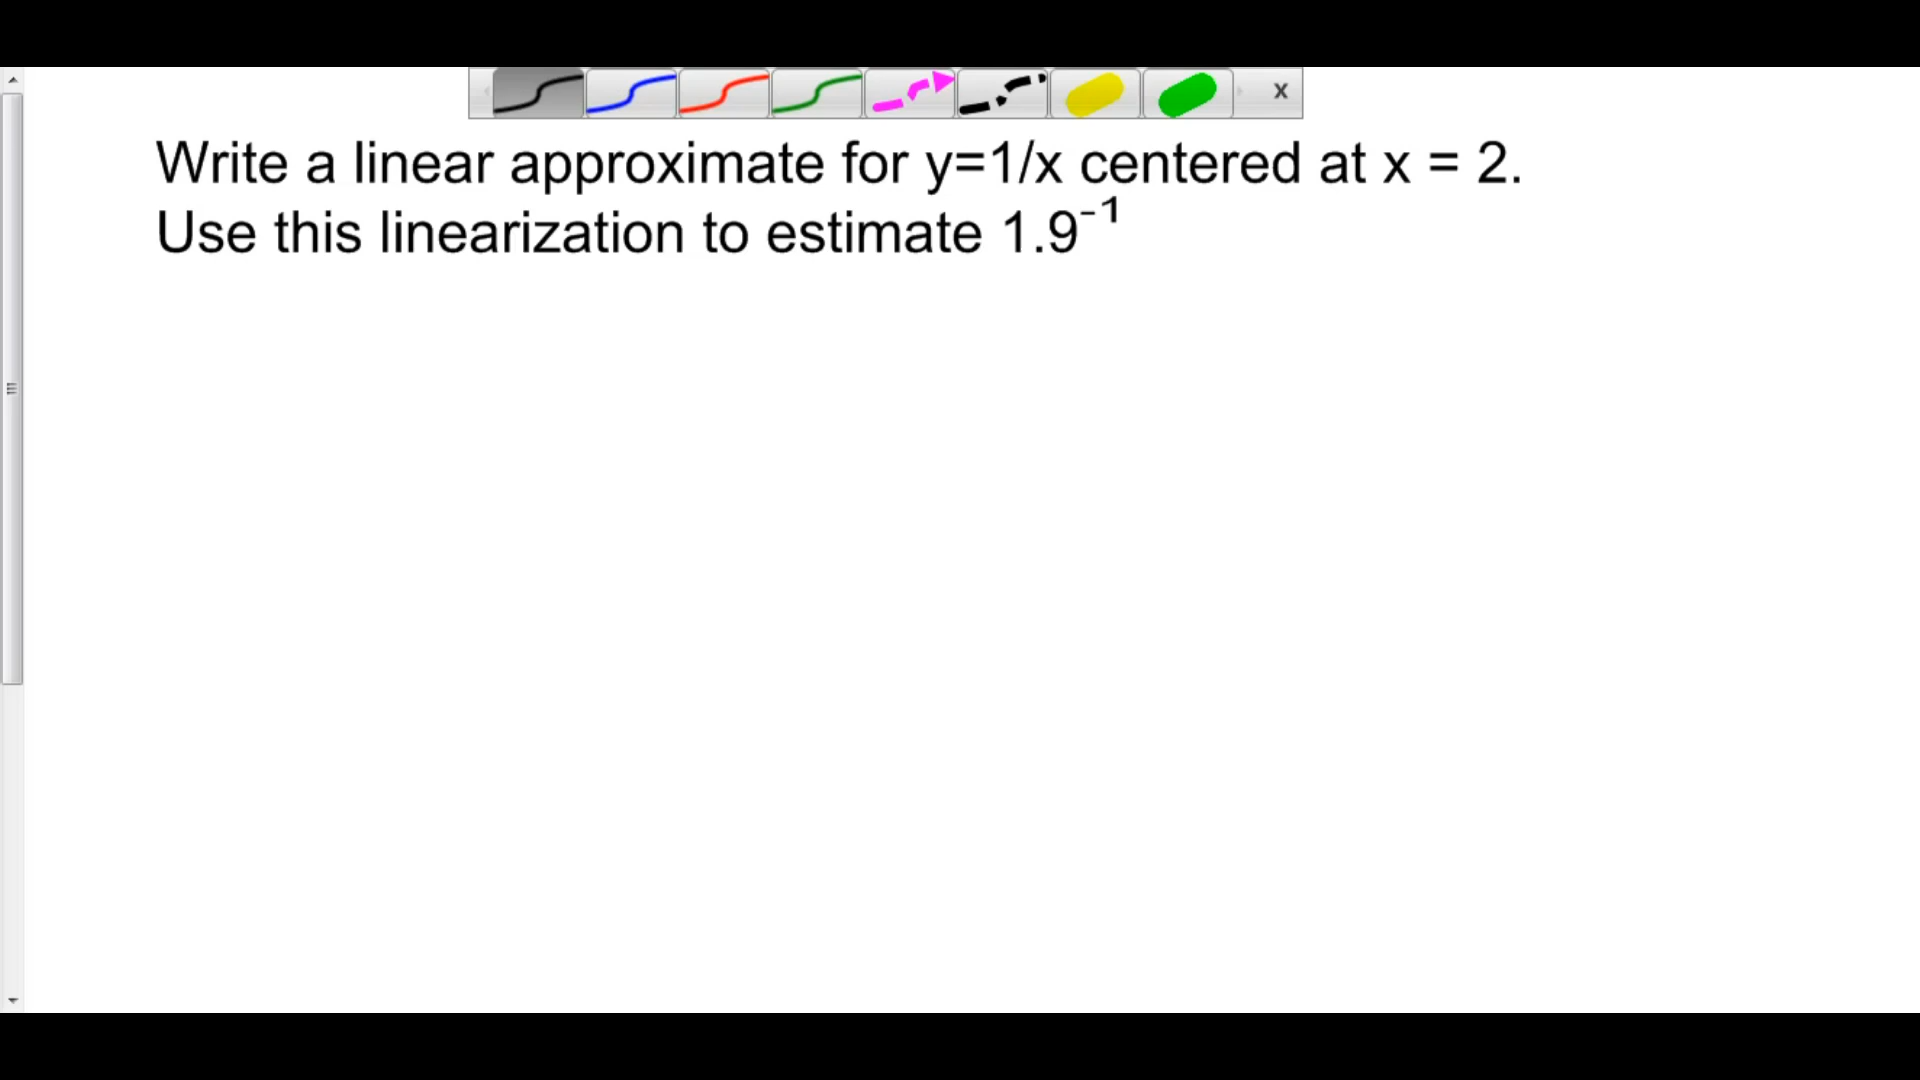 x
Write a linear approximate for y=1/x centered at x = 2.
Use this linearization to estimate 1.9⁻¹